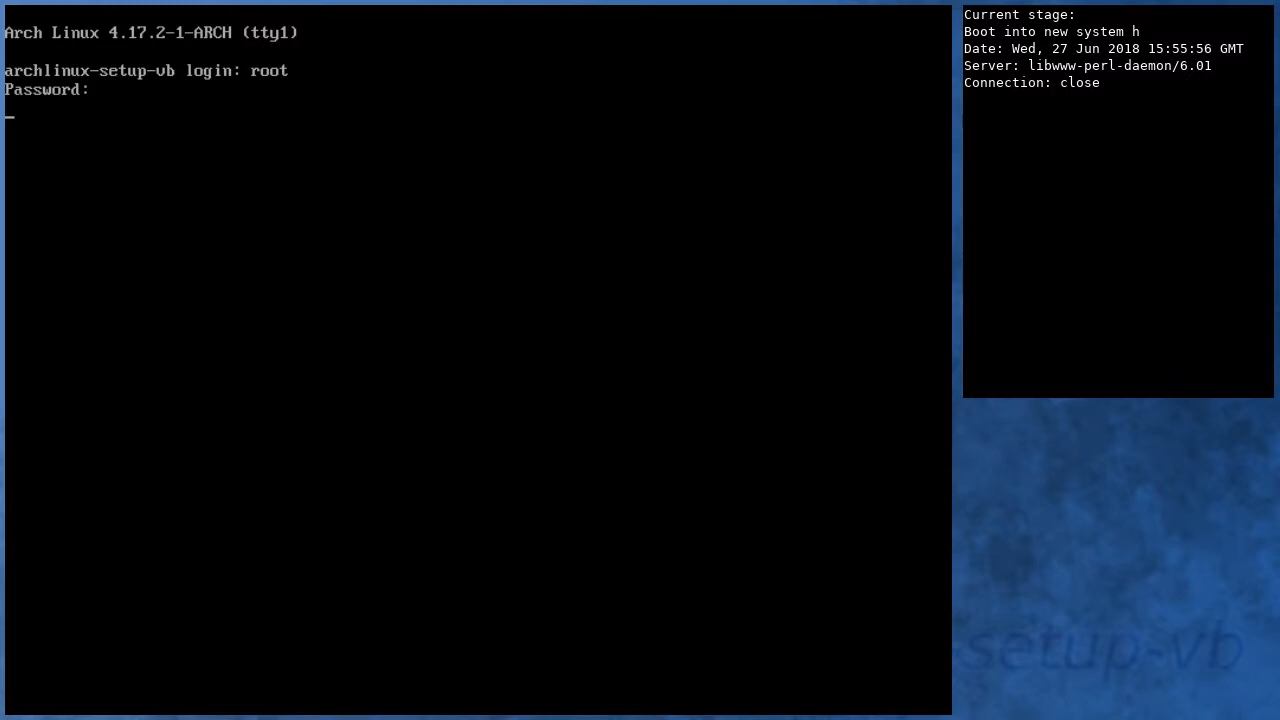 Arch Linux 4.17.2-1-ARCH (tty1)
archlinux-setup-vb login: root
Password:
Current stage:
Boot into new system h
Date: Wed, 27 Jun 2018 15:55:56 GMT
Server: libwww-perl-daemon/6.01
Connection: close
-setup-vb